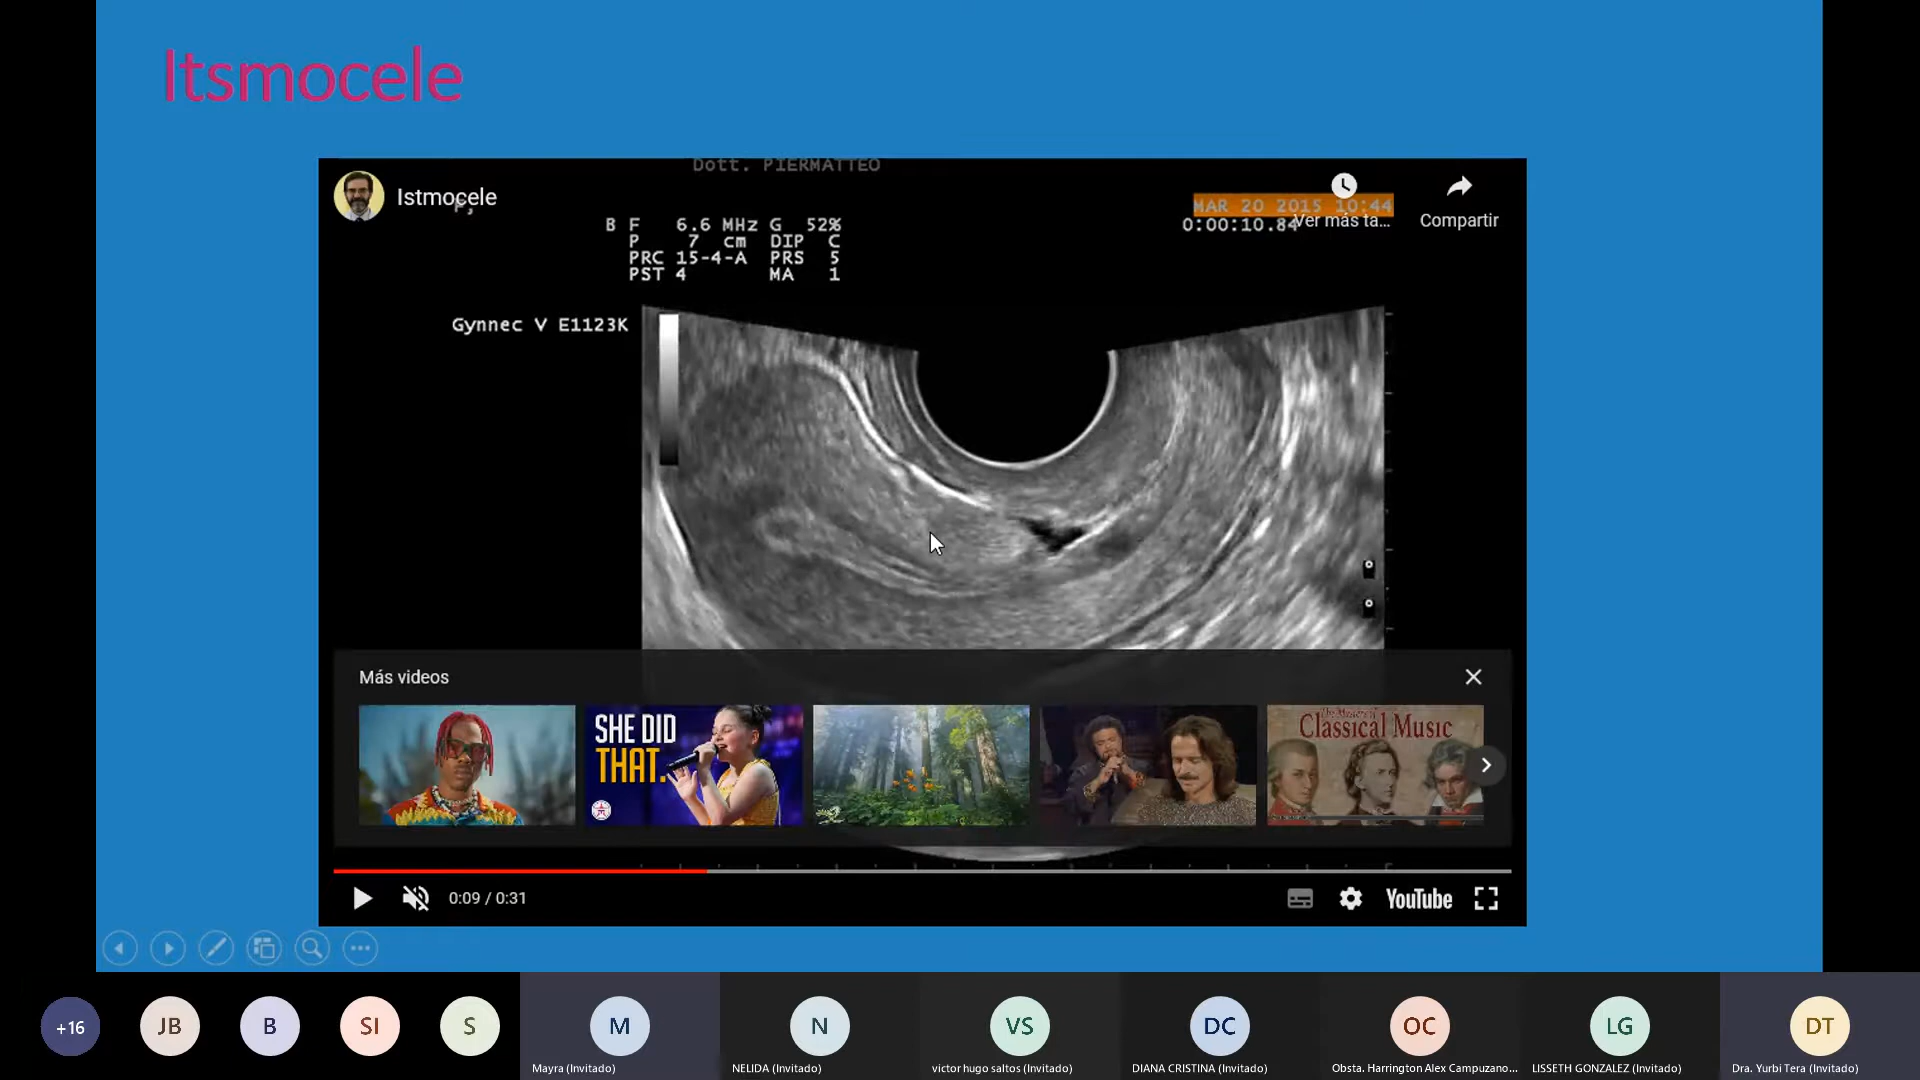 Itsmocele
Dott. PIERMATTEO
Istmocele
MAR 20 2015 10:44
0:00:10.84
Ver más ta...
Compartir
B F 6.6 MHz G 52%
P 7 cm DIP C
PRC 15-4-A PRS 5
PST 4 MA 1
Gynnec V E1123K
Más videos
SHE DID
THAT.
The Masters of
Classical Music
0:09 / 0:31
YouTube
+16
JB
B
SI
S
M
N
VS
DC
OC
LG
DT
Mayra (Invitado)
NELIDA (Invitado)
victor hugo saltos (Invitado)
DIANA CRISTINA (Invitado)
Obsta. Harrington Alex Campuzano...
LISSETH GONZALEZ (Invitado)
Dra. Yurbi Tera (Invitado)